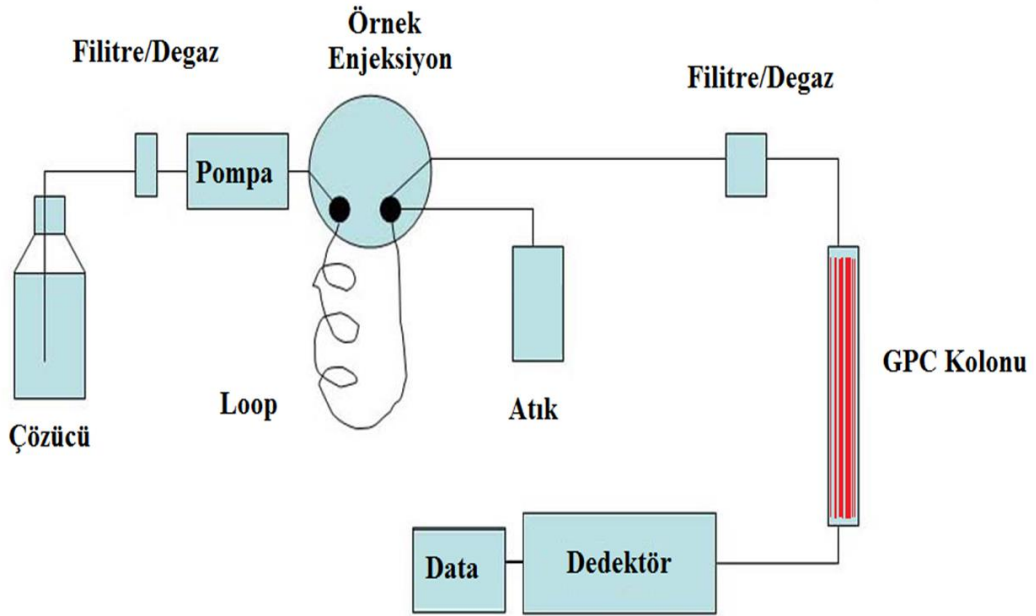 Örnek
Enjeksiyon
Filitre/Degaz
Filitre/Degaz
Pompa
GPC Kolonu
Loop
Atık
Çözücü
Data
Dedektör